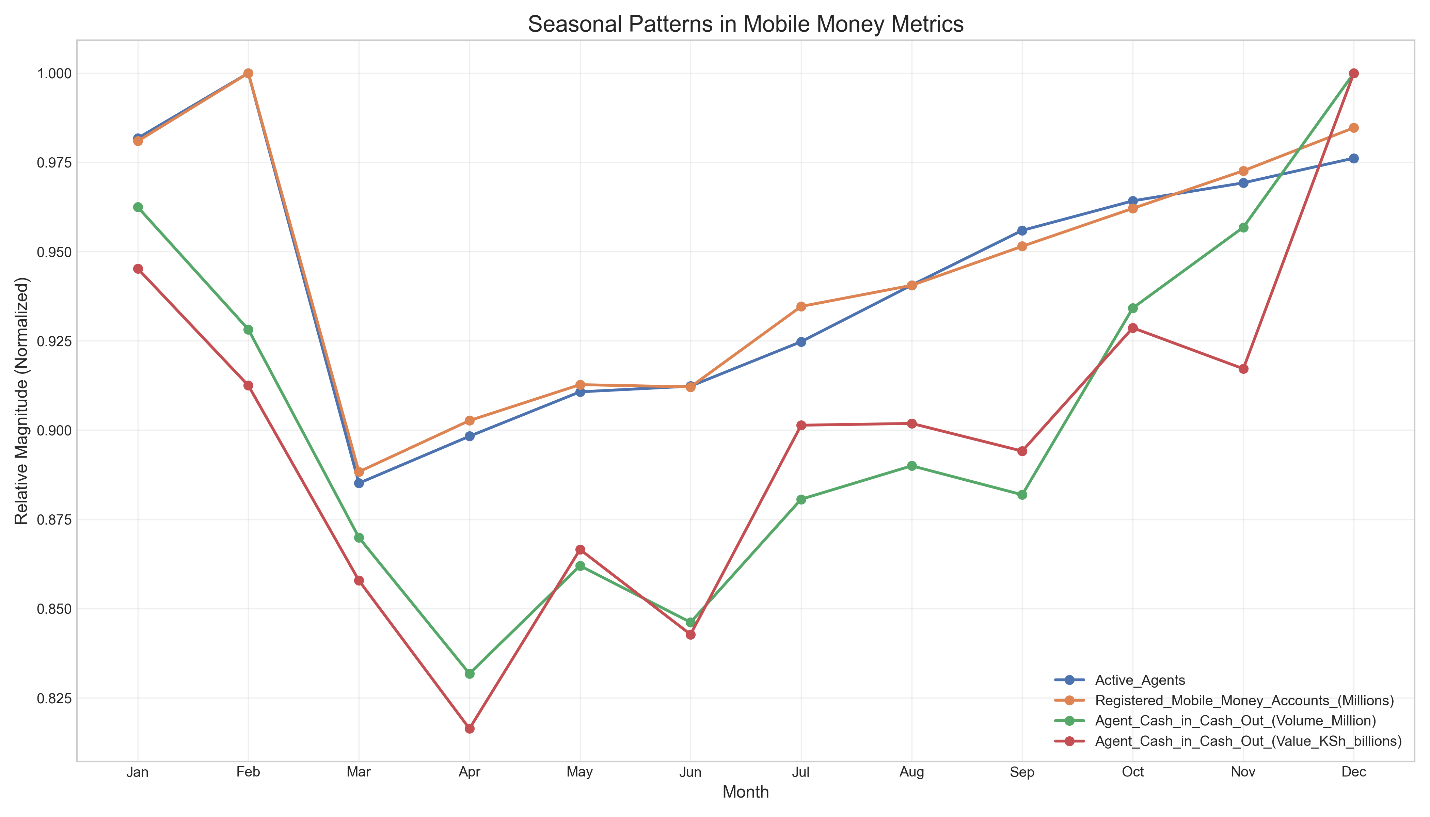 Seasonal Patterns in Mobile Money Metrics
Relative Magnitude (Normalized)
1.000
0.975
0.950
0.925
0.900
0.875
0.850
0.825
Active_Agents
Registered_Mobile_Money_Accounts_(Millions)
Agent_Cash_in_Cash_Out_(Volume_Million)
Agent_Cash_in_Cash_Out_(Value_KSh_billions)
Jan Feb Mar Apr May Jun Jul Aug Sep Oct Nov Dec
Month